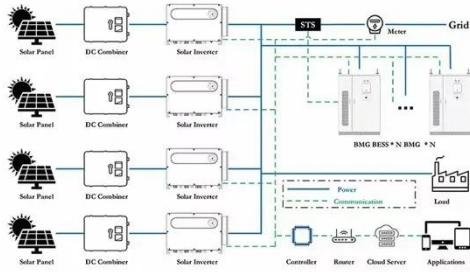 STS
Meter
Grid
Solar Panel
DC Combiner
Solar Inverter
Solar Panel
DC Combiner
Solar Inverter
BMG BESS * N BMG * N
Solar Panel
DC Combiner
Solar Inverter
Power
Communication
Load
Solar Panel
DC Combiner
Solar Inverter
Controller
Router
Cloud Server
Applications